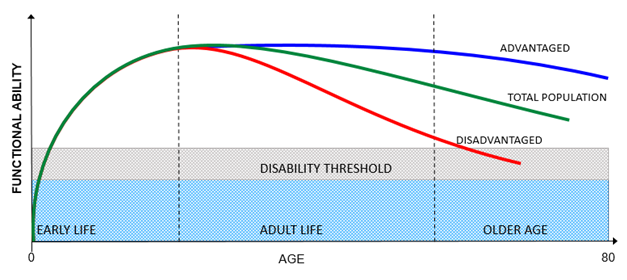 FUNCTIONAL ABILITY
ADVANTAGED
TOTAL POPULATION
DISADVANTAGED
DISABILITY THRESHOLD
EARLY LIFE
ADULT LIFE
OLDER AGE
0
AGE
80